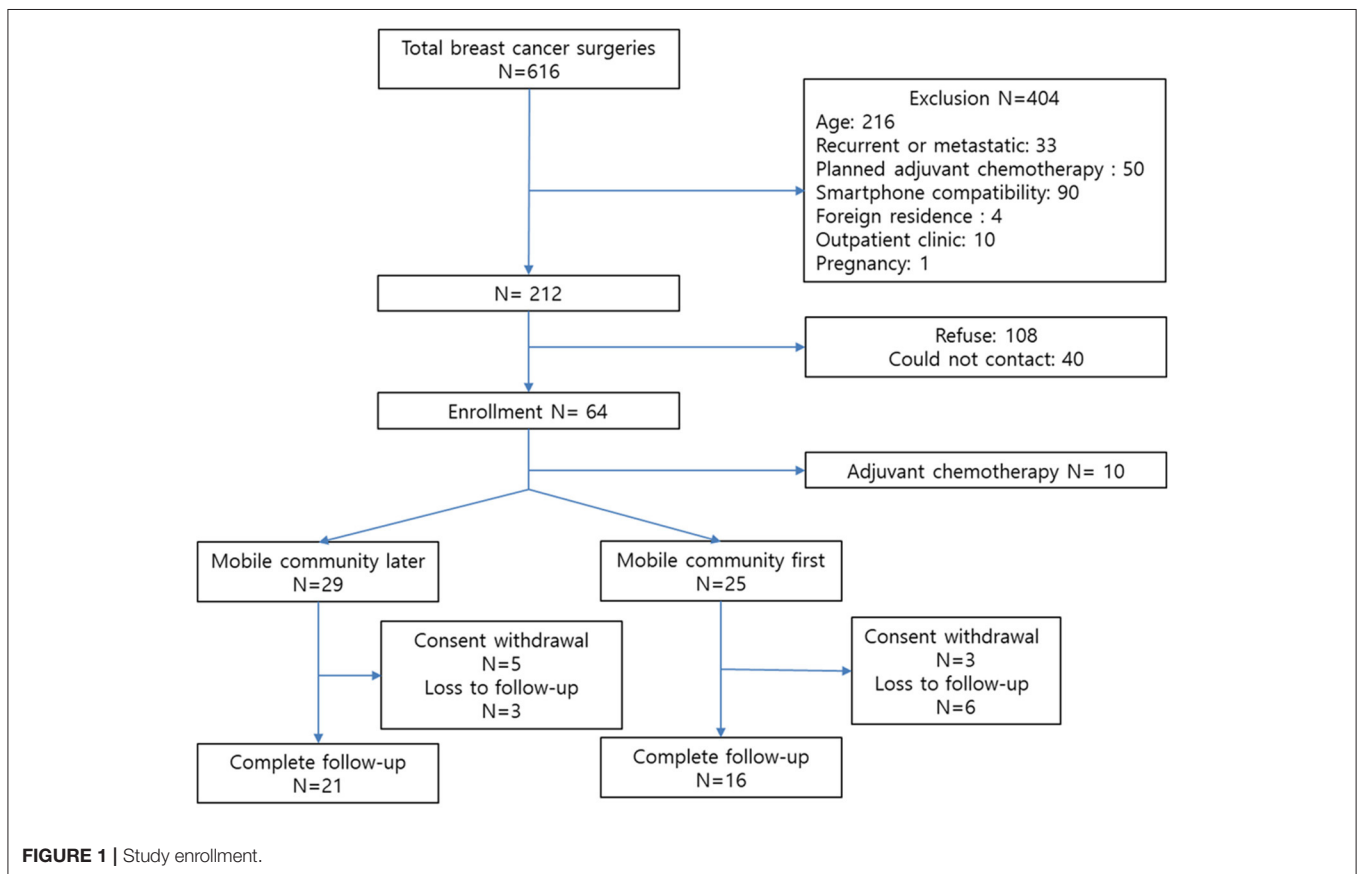 Total breast cancer surgeries
N=616
Exclusion N=404
Age: 216
Recurrent or metastatic: 33
Planned adjuvant chemotherapy : 50
Smartphone compatibility: 90
Foreign residence : 4
Outpatient clinic: 10
Pregnancy: 1
N= 212
Refuse: 108
Could not contact: 40
Enrollment N= 64
Adjuvant chemotherapy N= 10
Mobile community later
N=29
Mobile community first
N=25
Consent withdrawal
N=5
Loss to follow-up
N=3
Consent withdrawal
N=3
Loss to follow-up
N=6
Complete follow-up
N=21
Complete follow-up
N=16
FIGURE 1 | Study enrollment.